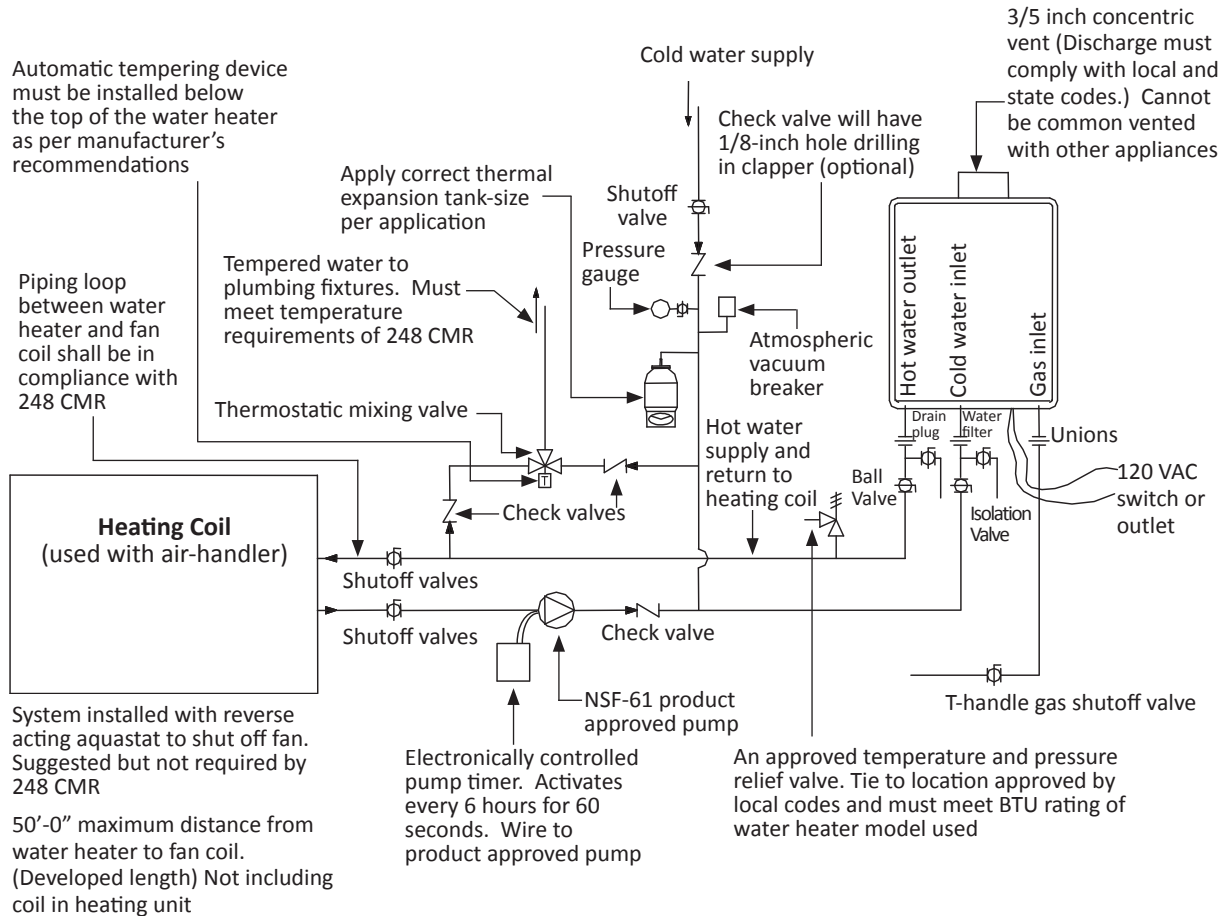 3/5 inch concentric
vent (Discharge must
comply with local and
state codes.)  Cannot
be common vented
with other appliances
Cold water supply
Automatic tempering device
must be installed below
the top of the water heater
as per manufacturer’s
recommendations
Check valve will have
1/8-inch hole drilling
in clapper (optional)
Apply correct thermal
expansion tank-size
per application
Shutoff
valve
Pressure
gauge
Tempered water to
plumbing fixtures.  Must
meet temperature
requirements of 248 CMR
Piping loop
between water
heater and fan
coil shall be in
compliance with
248 CMR
Atmospheric
vacuum
breaker
Hot water outlet
Cold water inlet
Gas inlet
Thermostatic mixing valve
Drain
plug
Water
filter
Unions
Hot water
supply and
return to
heating coil
Ball
Valve
Isolation
Valve
120 VAC
switch or
outlet
T
Check valves
Heating Coil
(used with air-handler)
Shutoff valves
Shutoff valves
Check valve
NSF-61 product
approved pump
T-handle gas shutoff valve
System installed with reverse
acting aquastat to shut off fan.
Suggested but not required by
248 CMR
Electronically controlled
pump timer.  Activates
every 6 hours for 60
seconds.  Wire to
product approved pump
An approved temperature and pressure
relief valve. Tie to location approved by
local codes and must meet BTU rating of
water heater model used
50’-0” maximum distance from
water heater to fan coil.
(Developed length) Not including
coil in heating unit